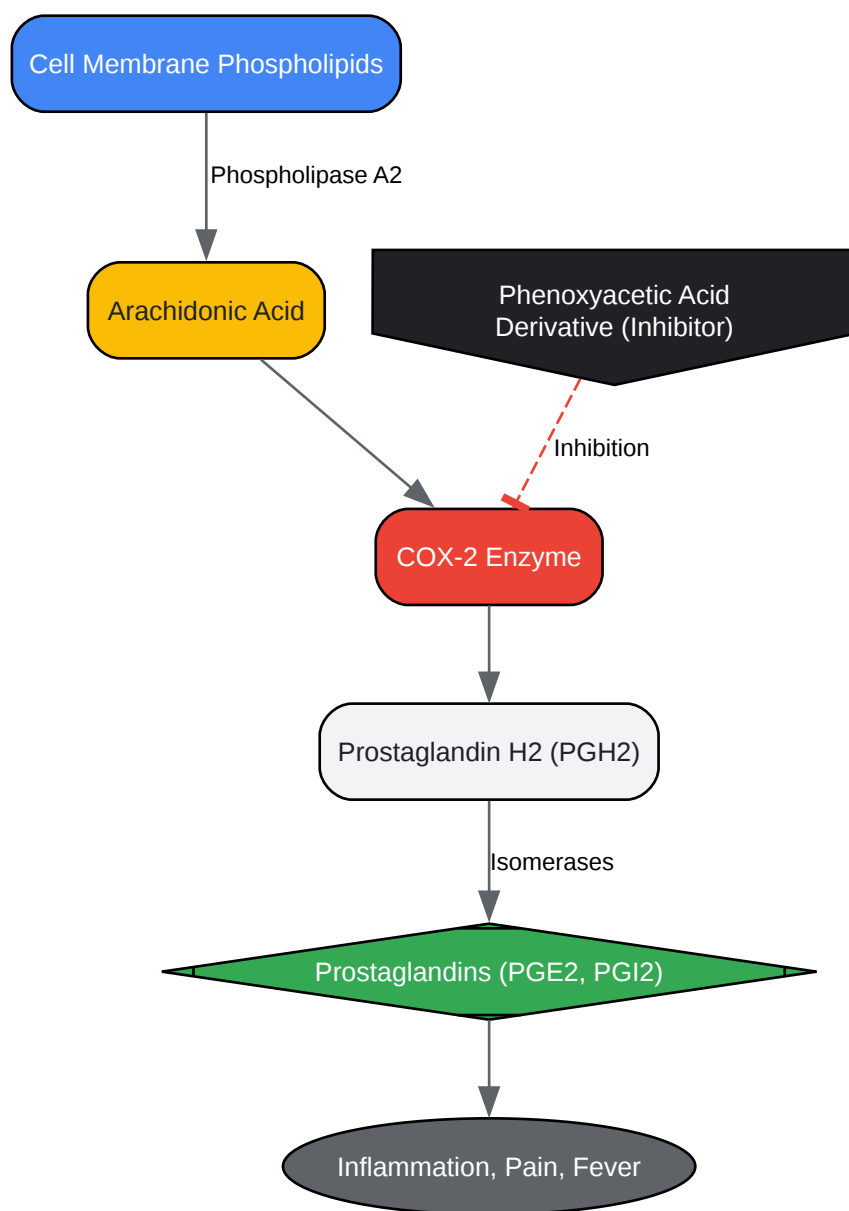 Cell Membrane Phospholipids
Phospholipase A2
Arachidonic Acid
Phenoxyacetic Acid
Derivative (Inhibitor)
Inhibition
COX-2 Enzyme
Prostaglandin H2 (PGH2)
Isomerases
Prostaglandins (PGE2, PGI2)
Inflammation, Pain, Fever